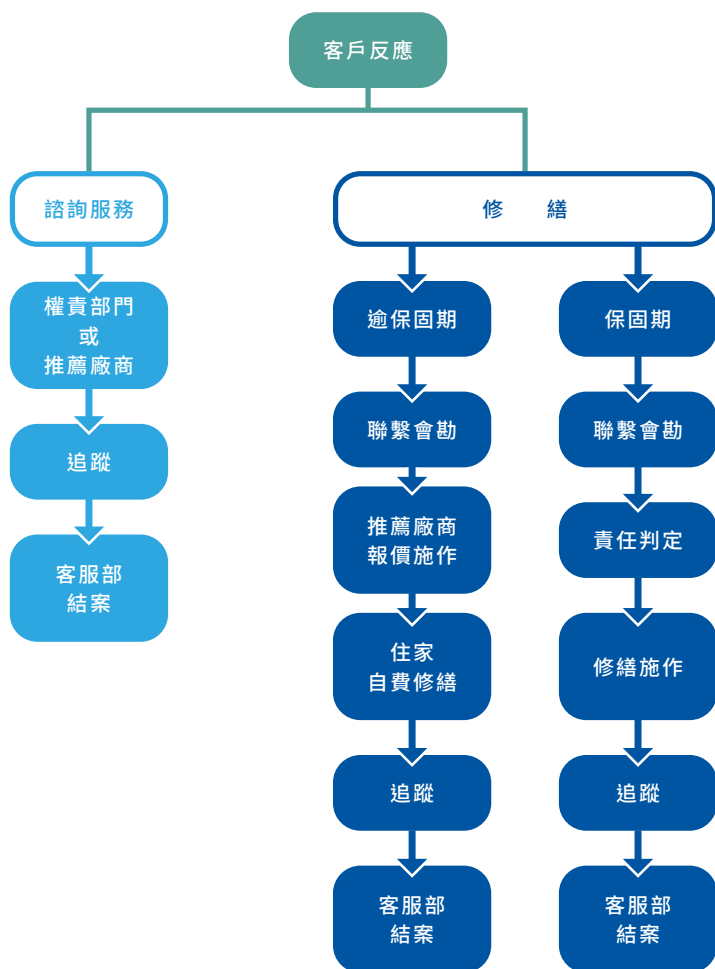 客戶反應
諮詢服務
權責部門
或
推薦廠商
追蹤
客服部
結案
修　繕
逾保固期
聯繫會勘
推薦廠商
報價施作
住家
自費修繕
追蹤
客服部
結案
保固期
聯繫會勘
責任判定
修繕施作
追蹤
客服部
結案